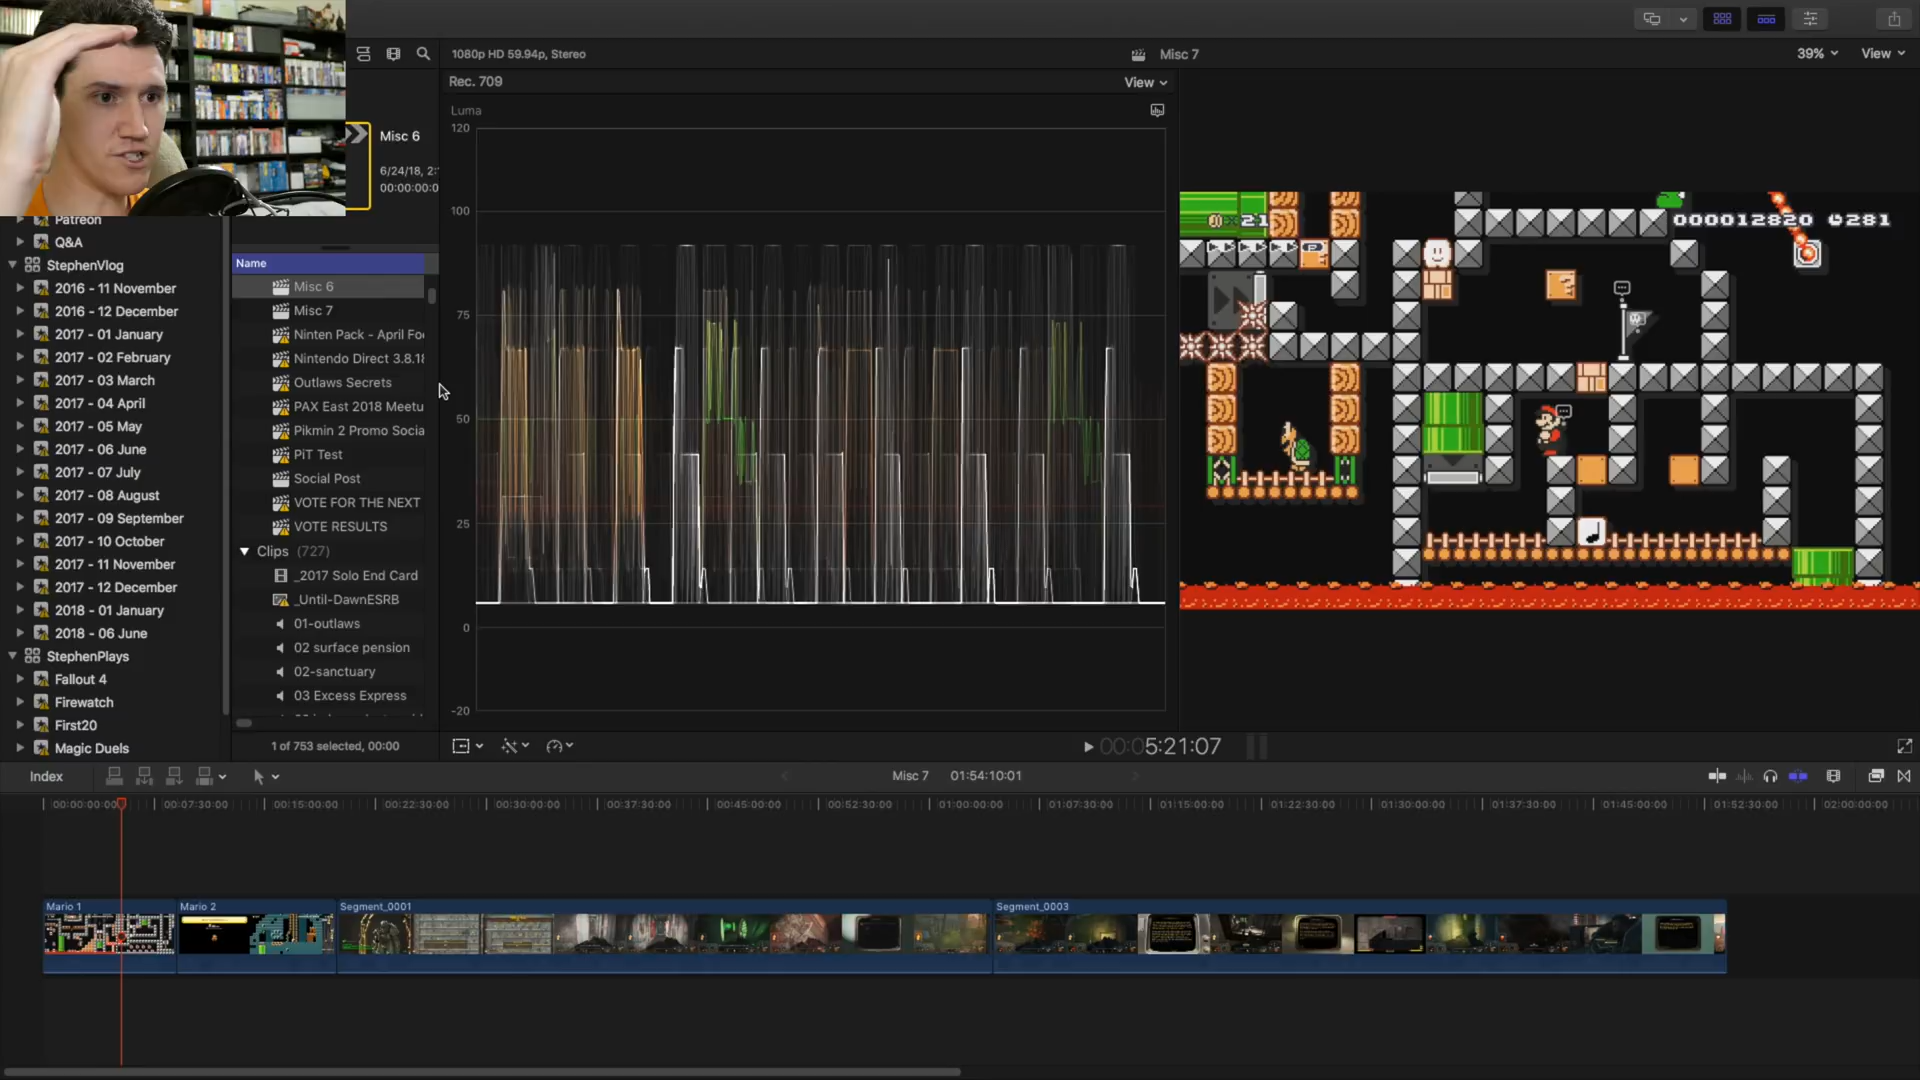 1080p HD 59.94p, Stereo
Misc 7
39%
View
Rec. 709
View
Luma
120
100
75
50
25
0
-20
Misc 6
6/24/18, 2:
00:00:00:0
Patreon
Q&A
StephenVlog
2016 - 11 November
2016 - 12 December
2017 - 01 January
2017 - 02 February
2017 - 03 March
2017 - 04 April
2017 - 05 May
2017 - 06 June
2017 - 07 July
2017 - 08 August
2017 - 09 September
2017 - 10 October
2017 - 11 November
2017 - 12 December
2018 - 01 January
2018 - 06 June
StephenPlays
Fallout 4
Firewatch
First20
Magic Duels
Name
Misc 6
Misc 7
Ninten Pack - April Foo
Nintendo Direct 3.8.18
Outlaws Secrets
PAX East 2018 Meetu
Pikmin 2 Promo Socia
PiT Test
Social Post
VOTE FOR THE NEXT
VOTE RESULTS
Clips (727)
_2017 Solo End Card
_Until-DawnESRB
01-outlaws
02 surface pension
02-sanctuary
03 Excess Express
1 of 753 selected, 00:00
21
000012820 281
P
00:05:21:07
Index
Misc 7
01:54:10:01
00:00:00:00
00:07:30:00
00:15:00:00
00:22:30:00
00:30:00:00
00:37:30:00
00:45:00:00
00:52:30:00
01:00:00:00
01:07:30:00
01:15:00:00
01:22:30:00
01:30:00:00
01:37:30:00
01:45:00:00
01:52:30:00
02:00:00:00
Mario 1
Mario 2
Segment_0001
Segment_0003